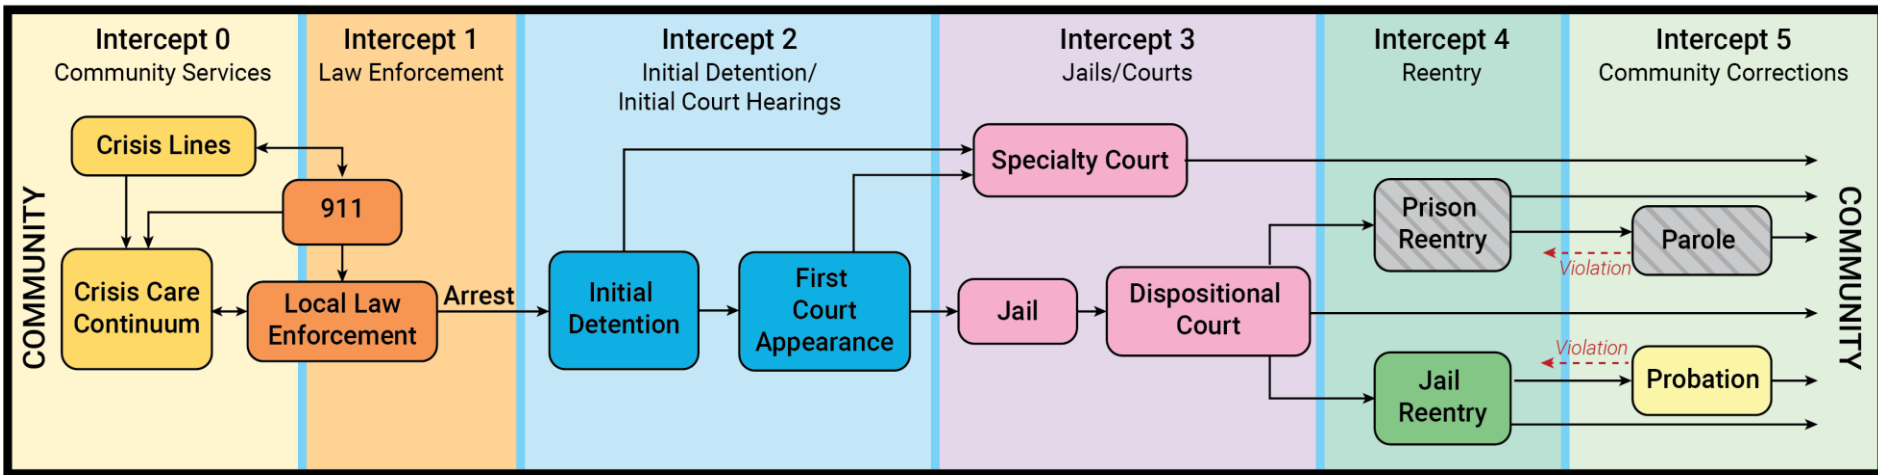 Intercept 0
Community Services
Intercept 1
Law Enforcement
Intercept 2
Initial Detention/
Initial Court Hearings
Intercept 3
Jails/Courts
Intercept 4
Reentry
Intercept 5
Community Corrections
COMMUNITY
Crisis Lines
911
Crisis Care
Continuum
Local Law
Enforcement
Arrest
Initial
Detention
First
Court
Appearance
Specialty Court
Jail
Dispositional
Court
Prison
Reentry
Parole
Violation
Jail
Reentry
Violation
Probation
COMMUNITY